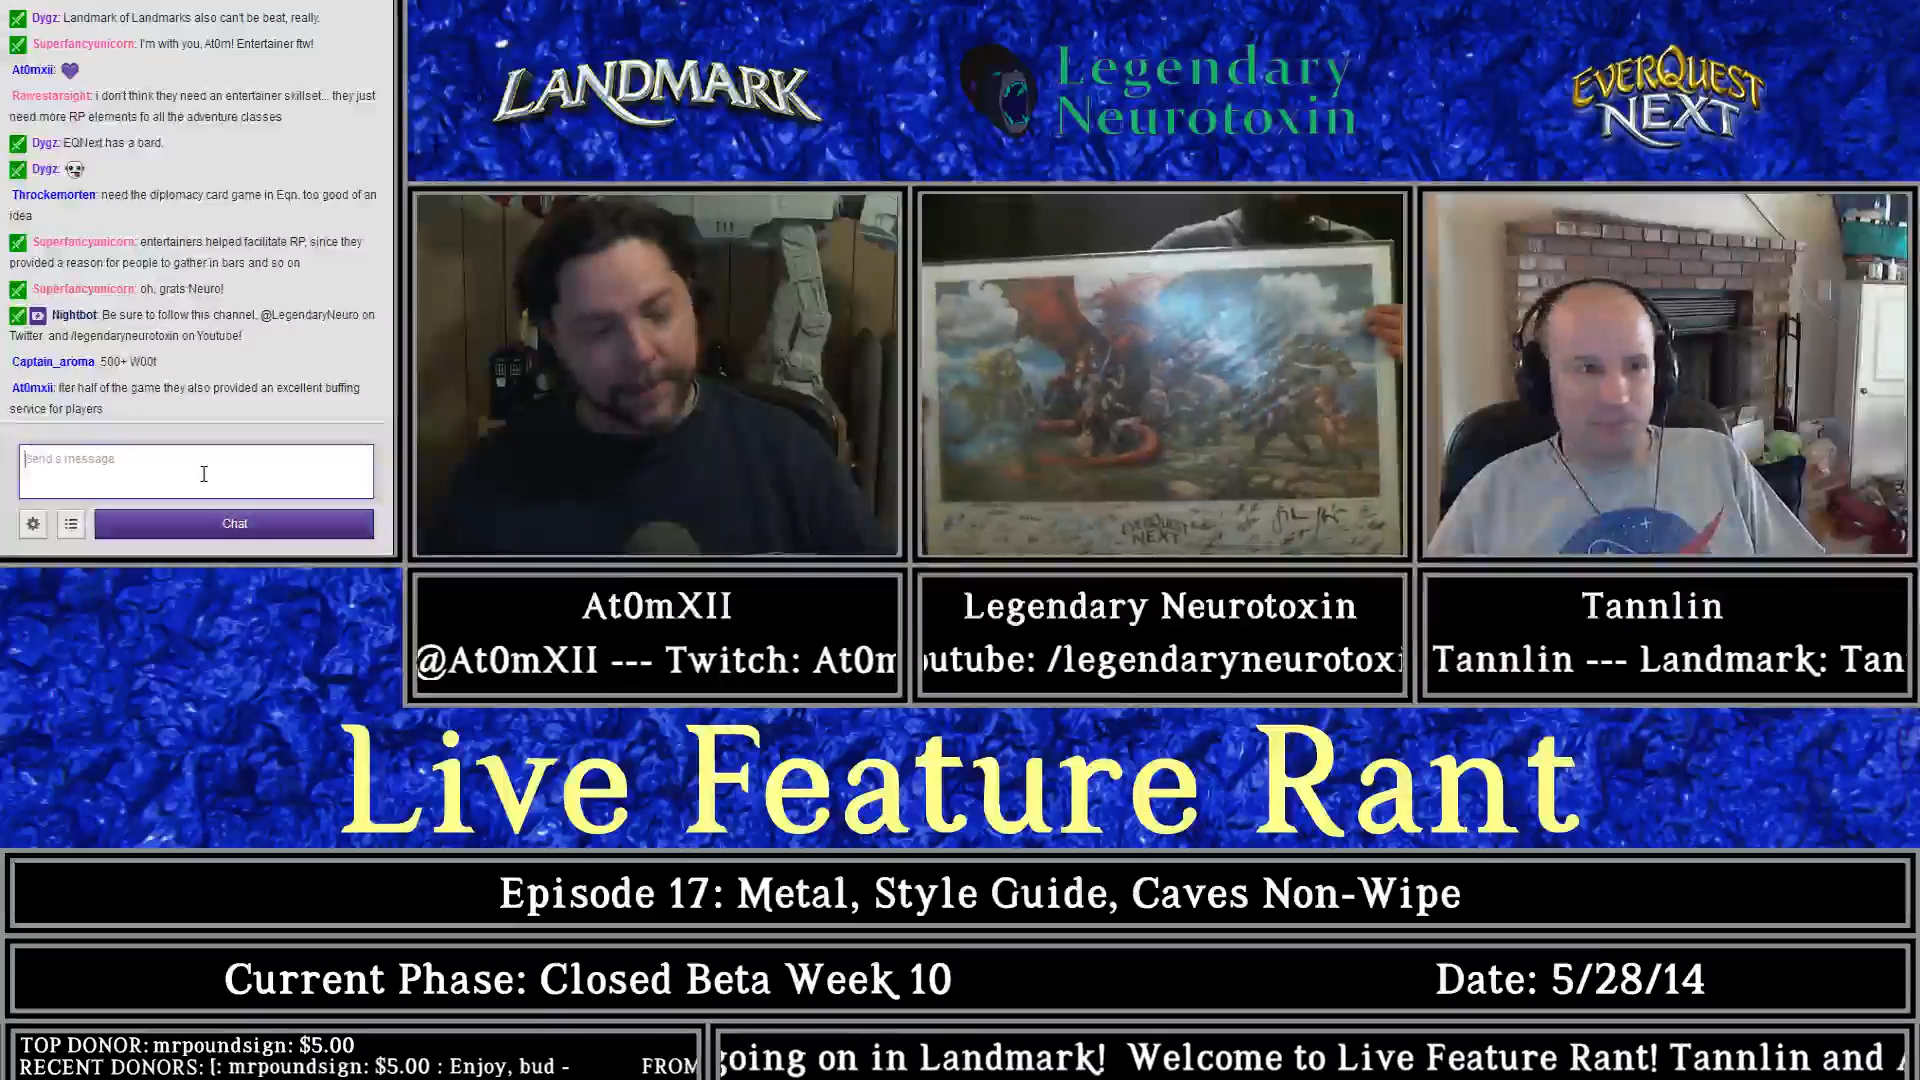 Dygz: Landmark of Landmarks also can't be beat, really.
Superfancyunicorn: I'm with you, At0m! Entertainer ftw!
At0mxii:
Rawestarsight: i don't think they need an entertainer skillset... they just
need more RP elements fo all the adventure classes
Dygz: EQNext has a bard.
Dygz:
Throckemorten: need the diplomacy card game in Eqn. too good of an
idea
Superfancyunicorn: entertainers helped facilitate RP, since they
provided a reason for people to gather in bars and so on
Superfancyunicorn: oh, grats Neuro!
Nightbot: Be sure to follow this channel, @LegendaryNeuro on
Twitter, and /legendaryneurotoxin on Youtube!
Captain_aroma: 500+ W00t
At0mxii: fter half of the game they also provided an excellent buffing
service for players
Send a message
Chat
LANDMARK
Legendary
Neurotoxin
EVERQUEST
NEXT
EVERQUEST
NEXT
At0mXII
@At0mXII --- Twitch: At0m
Legendary Neurotoxin
outube: /legendaryneurotoxi
Tannlin
Tannlin --- Landmark: Tan
Live Feature Rant
Episode 17: Metal, Style Guide, Caves Non-Wipe
Current Phase: Closed Beta Week 10
Date: 5/28/14
TOP DONOR: mrpoundsign: $5.00
RECENT DONORS: [: mrpoundsign: $5.00 : Enjoy, bud - FROM
going on in Landmark! Welcome to Live Feature Rant! Tannlin and A